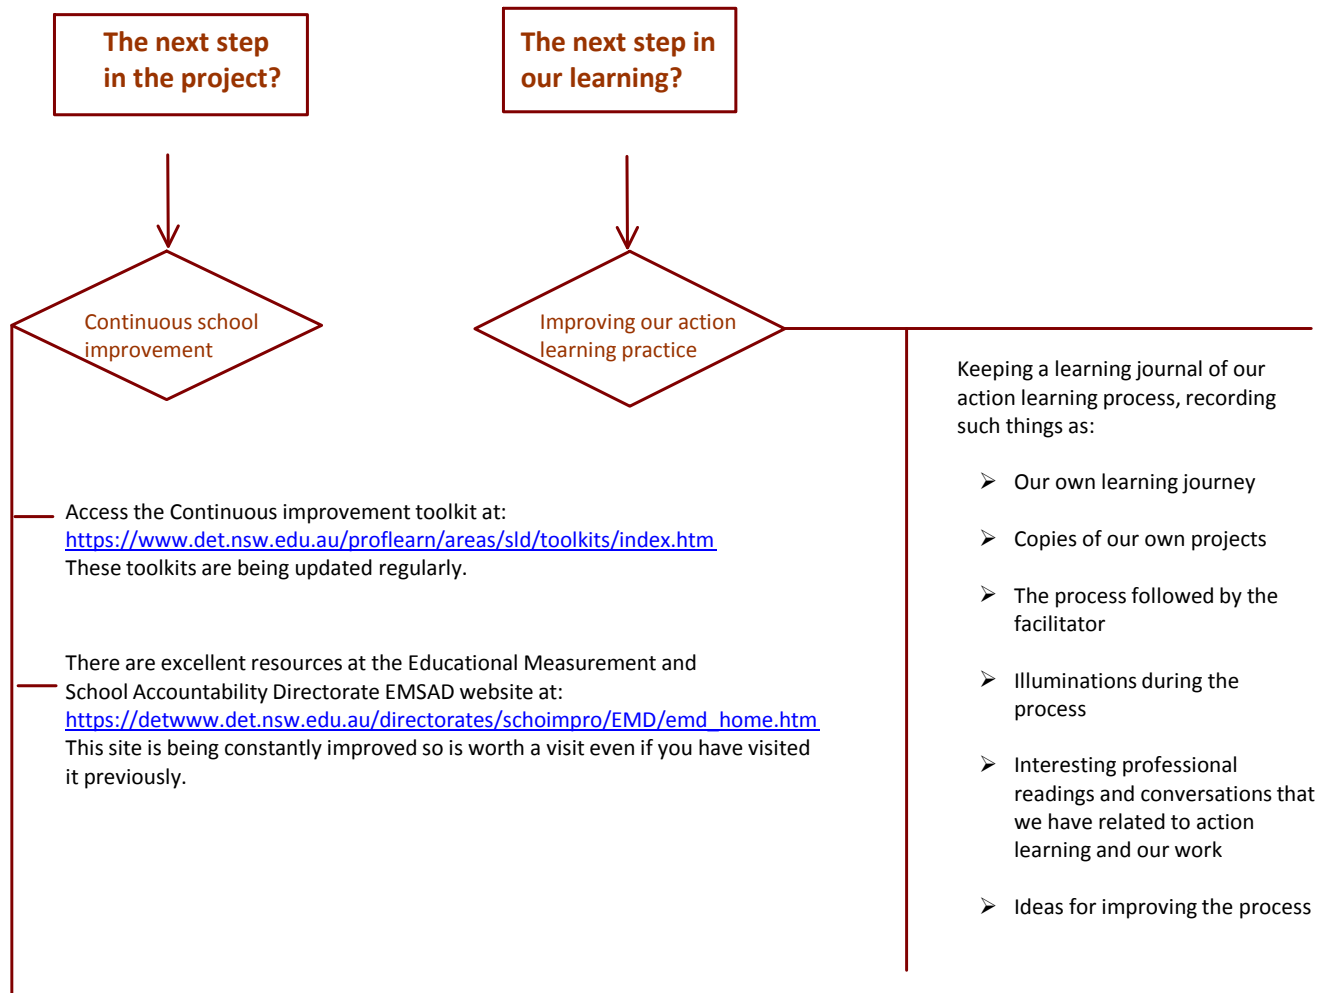 The next step
in the project?
The next step in
our learning?
Continuous school
improvement
Improving our action
learning practice
Access the Continuous improvement toolkit at:
https://www.det.nsw.edu.au/proflearn/areas/sld/toolkits/index.htm
These toolkits are being updated regularly.
There are excellent resources at the Educational Measurement and
School Accountability Directorate EMSAD website at:
https://detwww.det.nsw.edu.au/directorates/schoimpro/EMD/emd_home.htm
This site is being constantly improved so is worth a visit even if you have visited
it previously.
Keeping a learning journal of our
action learning process, recording
such things as:
➢ Our own learning journey
➢ Copies of our own projects
➢ The process followed by the
facilitator
➢ Illuminations during the
process
➢ Interesting professional
readings and conversations that
we have related to action
learning and our work
➢ Ideas for improving the process